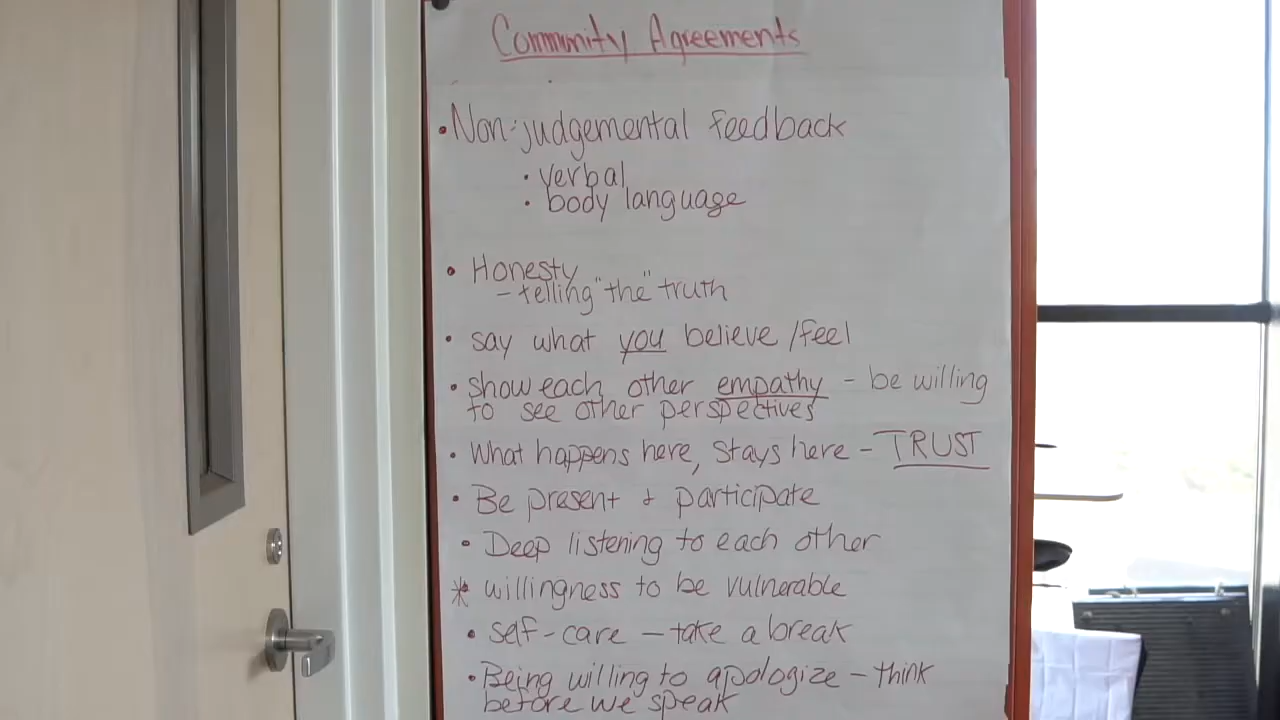 Community Agreements
• Non-judgemental feedback
• verbal
• body language
• Honesty
- telling "the" truth
• say what you believe / feel
• show each other empathy - be willing
to see other perspectives
• What happens here, stays here - TRUST
• Be present & participate
• Deep listening to each other
* willingness to be vulnerable
• self-care - take a break
• Being willing to apologize - think
before we speak